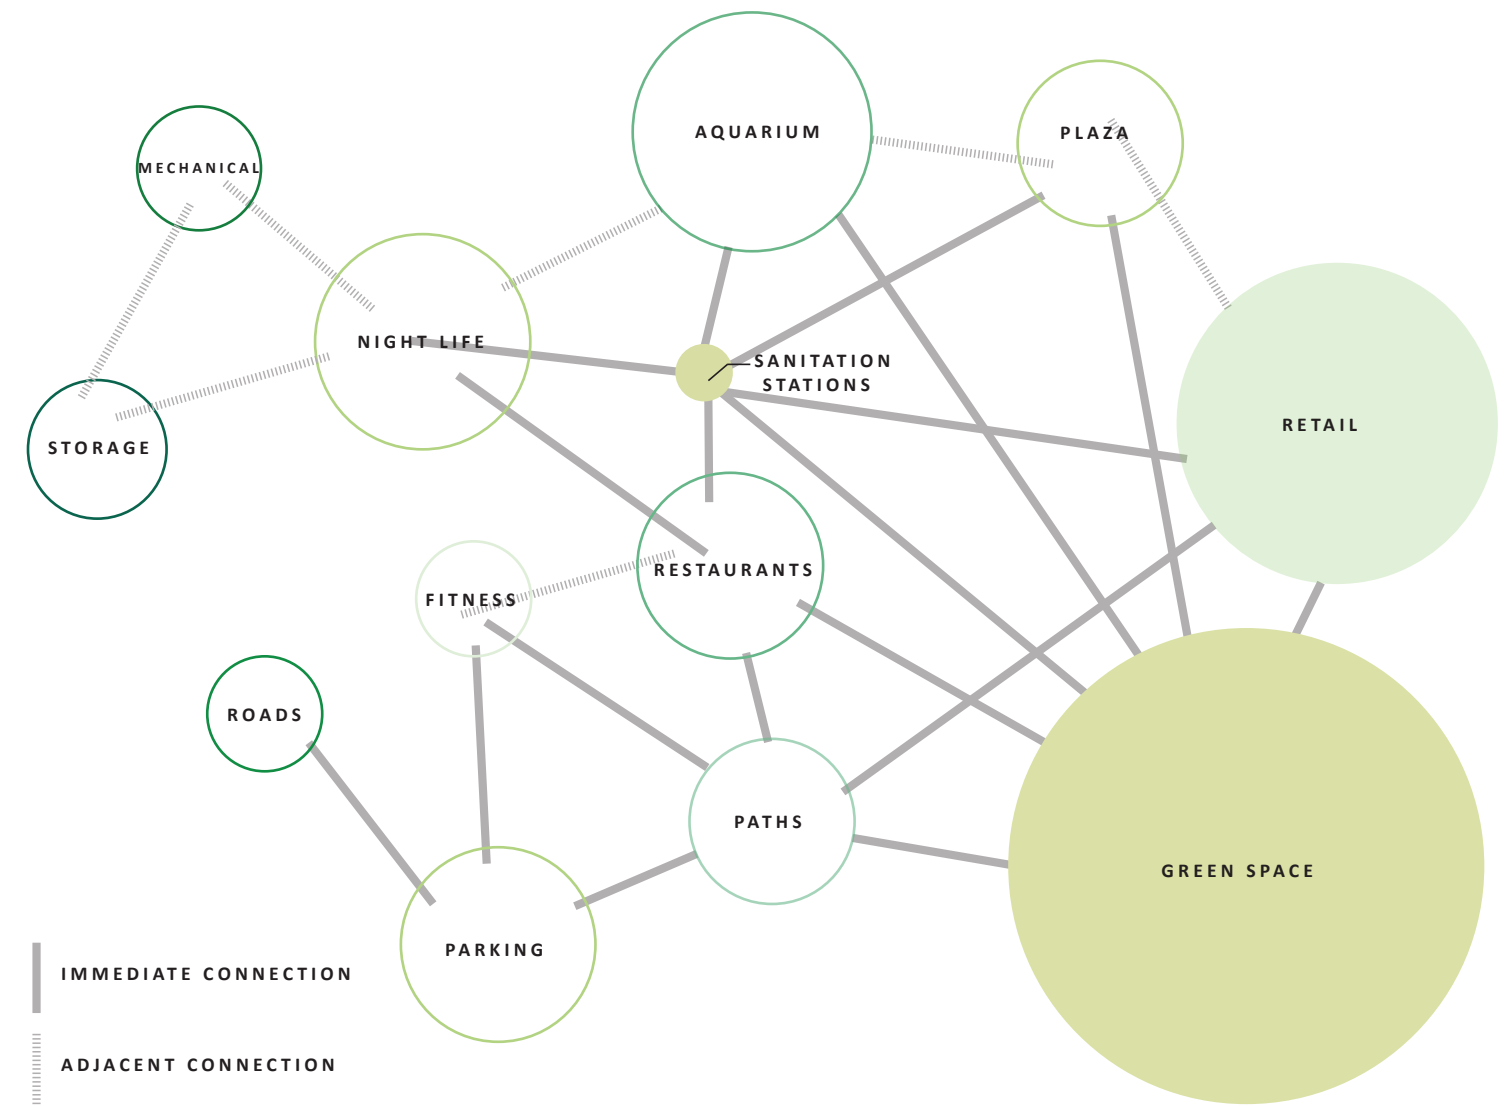 AQUARIUM
PLAZA
MECHANICAL
NIGHT LIFE
SANITATION
STATIONS
RETAIL
STORAGE
RESTAURANTS
FITNESS
ROADS
PATHS
GREEN SPACE
PARKING
IMMEDIATE CONNECTION
ADJACENT CONNECTION